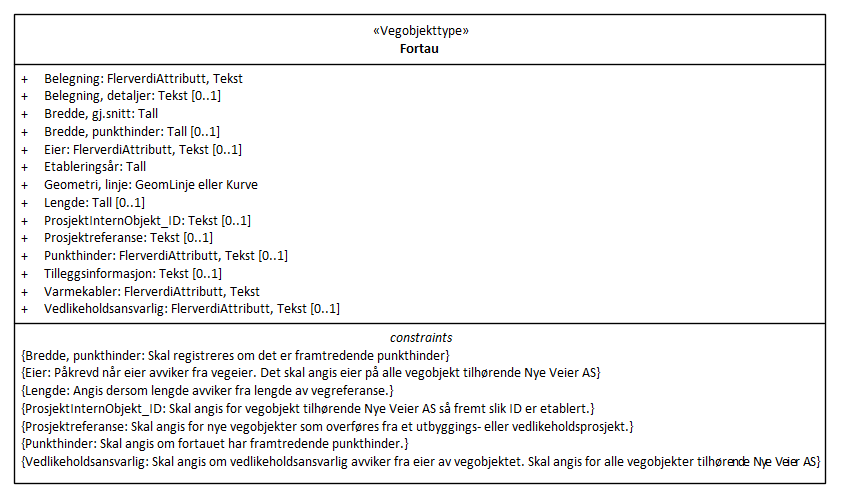 «Vegobjekttype»
Fortau
+ Belegning: FlerverdiAttributt, Tekst
+ Belegning, detaljer: Tekst [0..1]
+ Bredde, gj.snitt: Tall
+ Bredde, punkthinder: Tall [0..1]
+ Eier: FlerverdiAttributt, Tekst [0..1]
+ Etableringsår: Tall
+ Geometri, linje: GeomLinje eller Kurve
+ Lengde: Tall [0..1]
+ ProsjektInternObjekt_ID: Tekst [0..1]
+ Prosjektreferanse: Tekst [0..1]
+ Punkthinder: FlerverdiAttributt, Tekst [0..1]
+ Tilleggsinformasjon: Tekst [0..1]
+ Varmekabler: FlerverdiAttributt, Tekst
+ Vedlikeholdsansvarlig: FlerverdiAttributt, Tekst [0..1]
constraints
{Bredde, punkthinder: Skal registreres om det er framtredende punkthinder}
{Eier: Påkrevd når eier avviker fra vegeier. Det skal angis eier på alle vegobjekt tilhørende Nye Veier AS}
{Lengde: Angis dersom lengde avviker fra lengde av vegreferanse.}
{ProsjektInternObjekt_ID: Skal angis for vegobjekt tilhørende Nye Veier AS så fremt slik ID er etablert.}
{Prosjektreferanse: Skal angis for nye vegobjekter som overføres fra et utbyggings- eller vedlikeholdsprosjekt.}
{Punkthinder: Skal angis om fortauet har framtredende punkthinder.}
{Vedlikeholdsansvarlig: Skal angis om vedlikeholdsansvarlig avviker fra eier av vegobjektet. Skal angis for alle vegobjekter tilhørende Nye Veier AS}